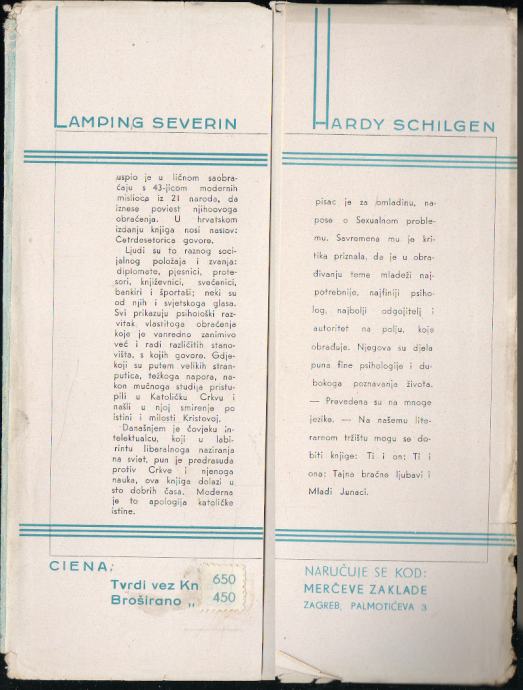 LAMPING SEVERIN
uspio je u ličnom saobra-
ćaju s 43-jicom modernih
mislioca iz 21 naroda, da
iznese poviest njihoovoga
obraćenja. U hrvatskom
izdanju knjiga nosi naslov:
Četrdesetorica govore.
Ljudi su to raznog soci-
jalnog položaja i zvanja:
diplomate, pjesnici, profe-
sori, književnici, svećenici,
bankiri i športaši; neki su
od njih i svjetskoga glasa.
Svi prikazuju psihološki raz-
vitak vlastitoga obraćenja
koje je vanredno zanimivo
već i radi različitih stano-
višta, s kojih govore. Gdje-
koji su putem velikih stran-
putica, težkoga napora, na-
kon mučnoga studija pristu-
pili u Katoličku Crkvu i
našli u njoj smirenje po
istini i milosti Kristovoj.
Današnjem je čovjeku in-
telektualcu, koji u labi-
rintu liberalnoga naziranja
na sviet, pun je predrasuda
protiv Crkve i njenoga
nauka, ova knjiga dolazi u
sto dobrih časa. Moderna
je to apologija katoličke
istine.
CIENA:
Tvrdi vez Kn 650
Broširano „ 450
HARDY SCHILGEN
pisac je za omladinu, na-
pose o Sexualnom proble-
mu. Savremena mu je kri-
tika priznala, da je u obra-
đivanju teme mladeži naj-
potrebnije, najfiniji psiho-
log, najbolji odgojitelj i
autoritet na polju, koje
obrađuje. Njegova su djela
puna fine psihologije i du-
bokoga poznavanja života.
— Prevedena su na mnoge
jezike. — Na našemu lite-
rarnom tržištu mogu se do-
biti knjige: Ti i on; Ti i
ona; Tajna bračne ljubavi i
Mladi Junaci.
NARUČUJE SE KOD:
MERČEVE ZAKLADE
ZAGREB, PALMOTIĆEVA 3